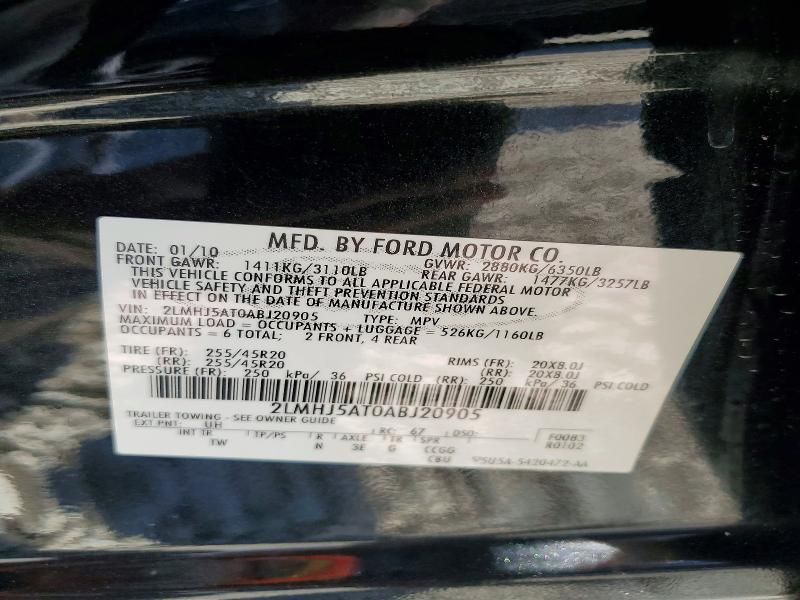 MFD. BY FORD MOTOR CO.
DATE: 01/10 GVWR: 2880KG/6350LB
FRONT GAWR: 1411KG/3110LB REAR GAWR: 1477KG/3257LB
THIS VEHICLE CONFORMS TO ALL APPLICABLE FEDERAL MOTOR
VEHICLE SAFETY AND THEFT PREVENTION STANDARDS
IN EFFECT ON THE DATE OF MANUFACTURE SHOWN ABOVE.
VIN: 2LMHJ5AT0ABJ20905 TYPE: MPV
MAXIMUM LOAD = OCCUPANTS + LUGGAGE = 526KG/1160LB
OCCUPANTS = 6 TOTAL; 2 FRONT, 4 REAR
TIRE (FR): 255/45R20 RIMS (FR): 20X8.0J
(RR): 255/45R20 (RR): 20X8.0J
PRESSURE (FR): 250 kPa/36 PSI COLD (RR): 250 kPa/36 PSI COLD
2LMHJ5AT0ABJ20905
TRAILER TOWING - SEE OWNER GUIDE
EXT PNT: UH RC: 67 DSO: F0083
INT TR TP/PS R AXLE TR SPR R0102
TW N 3E G CCGG
CBU 5U5A-5420472-AA